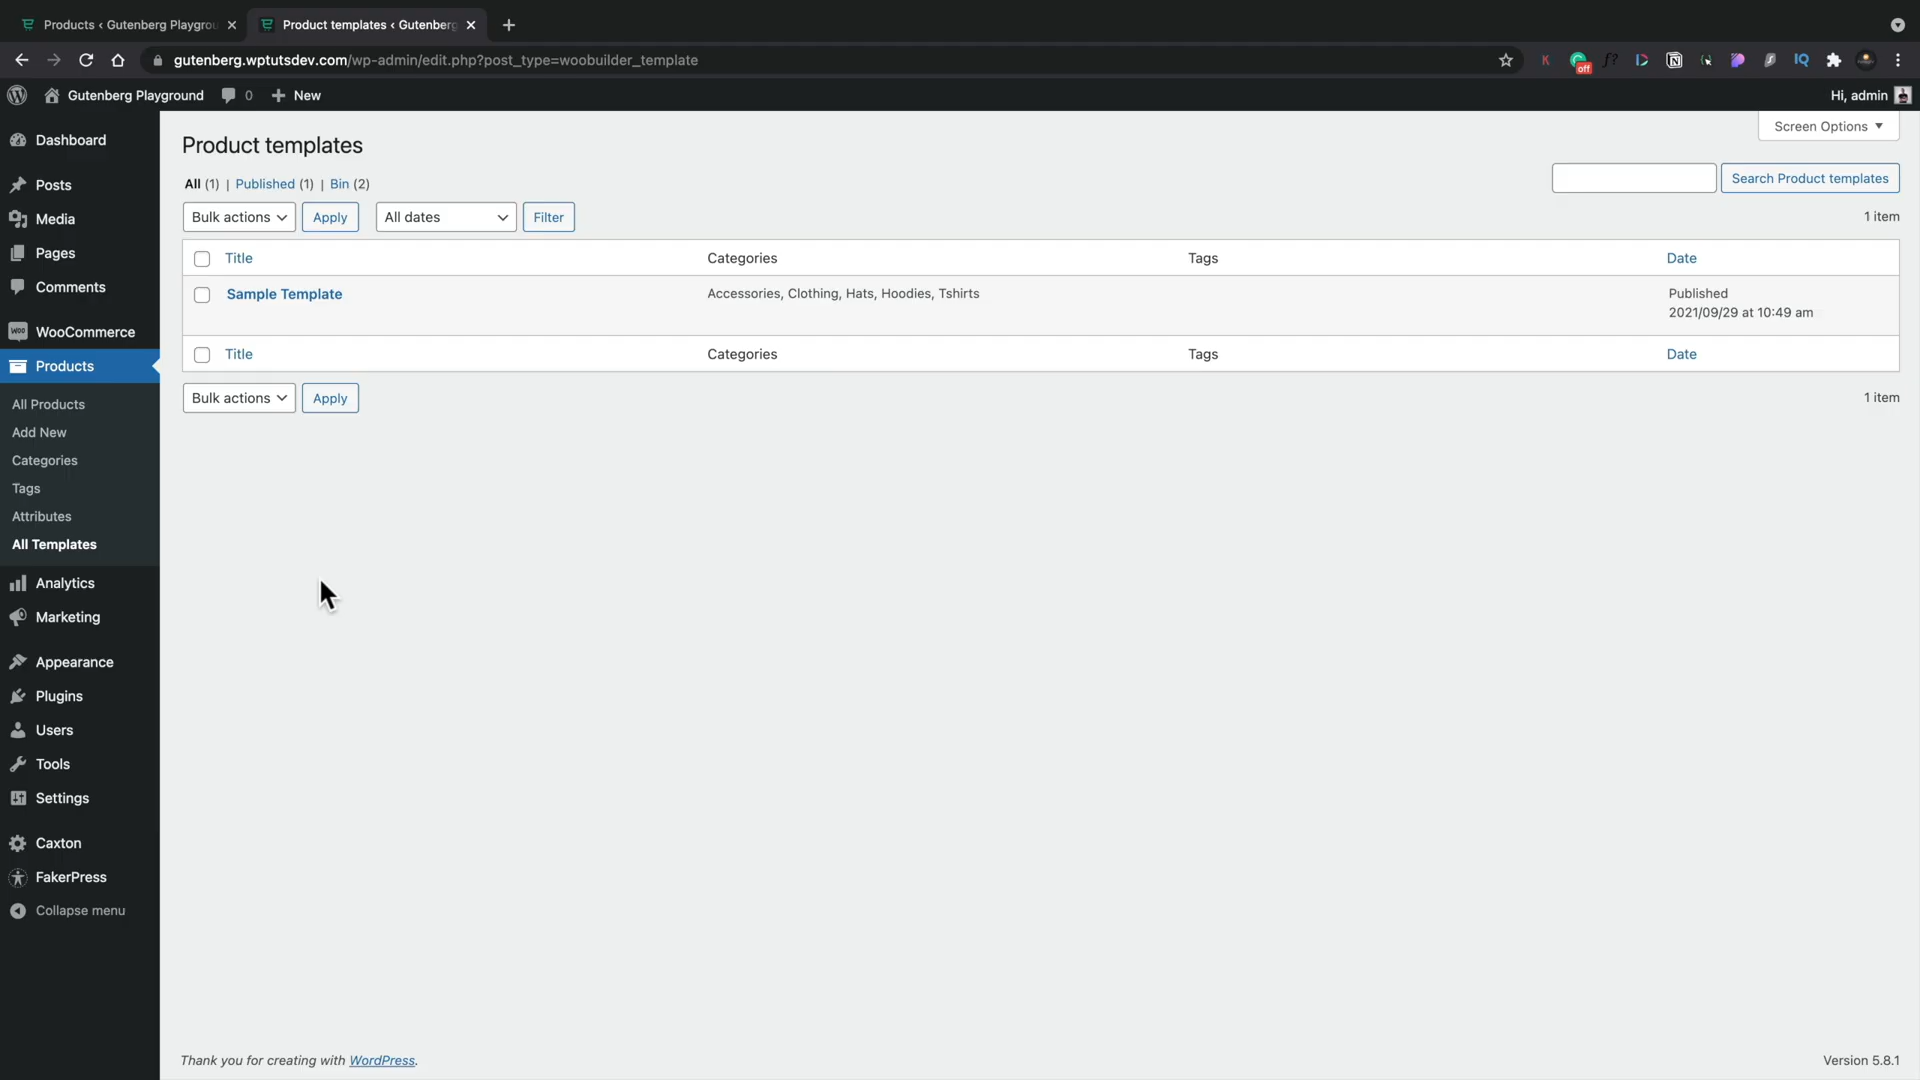 Products < Gutenberg Playgrou
Product templates < Gutenberg
gutenberg.wptutsdev.com/wp-admin/edit.php?post_type=woobuilder_template
off
Gutenberg Playground
0
New
Hi, admin
Dashboard
Posts
Media
Pages
Comments
WooCommerce
Products
All Products
Add New
Categories
Tags
Attributes
All Templates
Analytics
Marketing
Appearance
Plugins
Users
Tools
Settings
Caxton
FakerPress
Collapse menu
Screen Options
Product templates
All (1) | Published (1) | Bin (2)
Search Product templates
Bulk actions Apply All dates Filter
1 item
Title Categories Tags Date
Sample Template Accessories, Clothing, Hats, Hoodies, Tshirts Published
2021/09/29 at 10:49 am
Title Categories Tags Date
Bulk actions Apply
1 item
Thank you for creating with WordPress.
Version 5.8.1